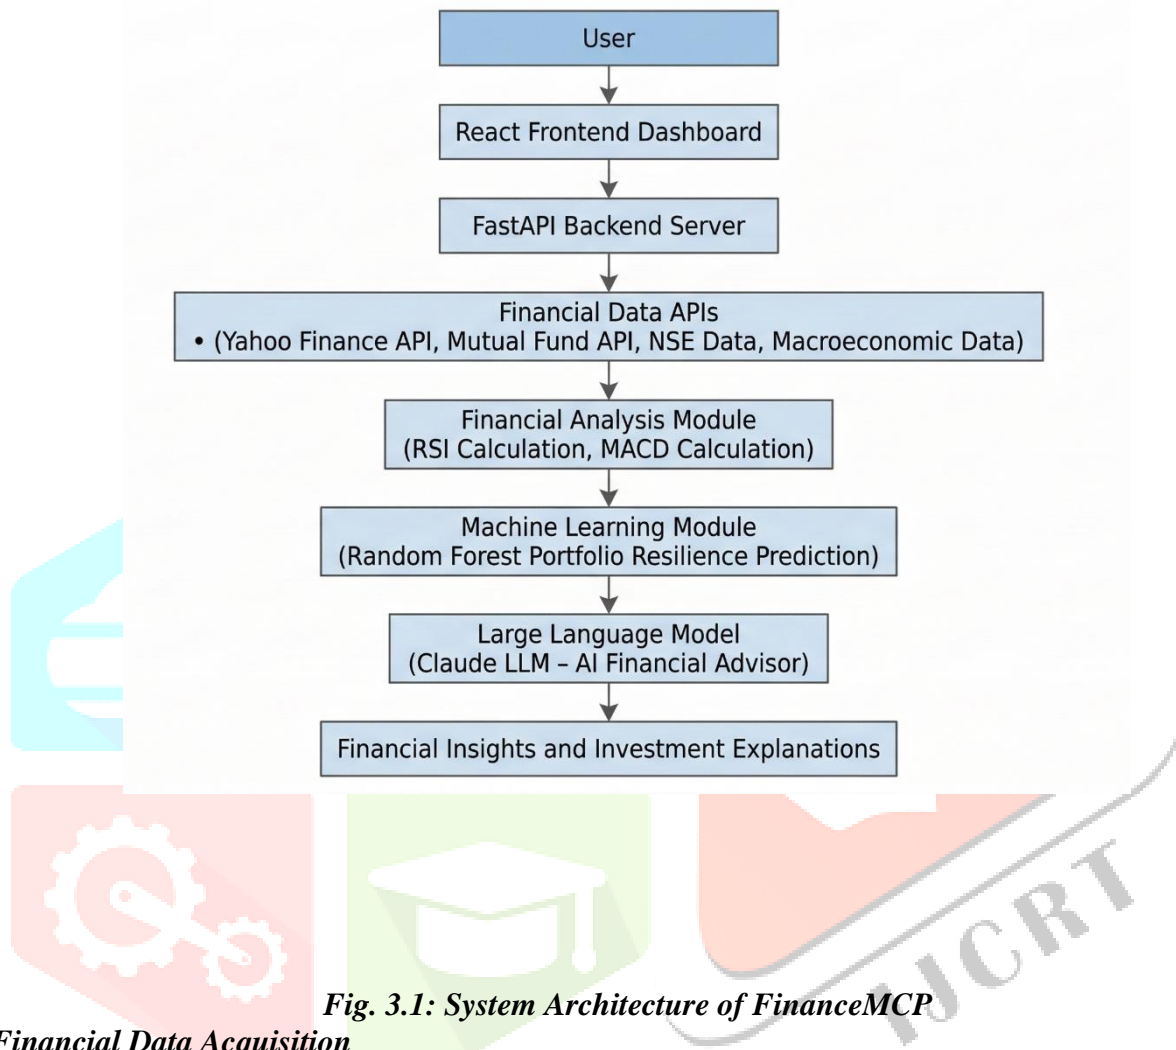 User
React Frontend Dashboard
FastAPI Backend Server
Financial Data APIs
• (Yahoo Finance API, Mutual Fund API, NSE Data, Macroeconomic Data)
Financial Analysis Module
(RSI Calculation, MACD Calculation)
Machine Learning Module
(Random Forest Portfolio Resilience Prediction)
Large Language Model
(Claude LLM – AI Financial Advisor)
Financial Insights and Investment Explanations
IJCRT
Fig. 3.1: System Architecture of FinanceMCP
Financial Data Acquisition